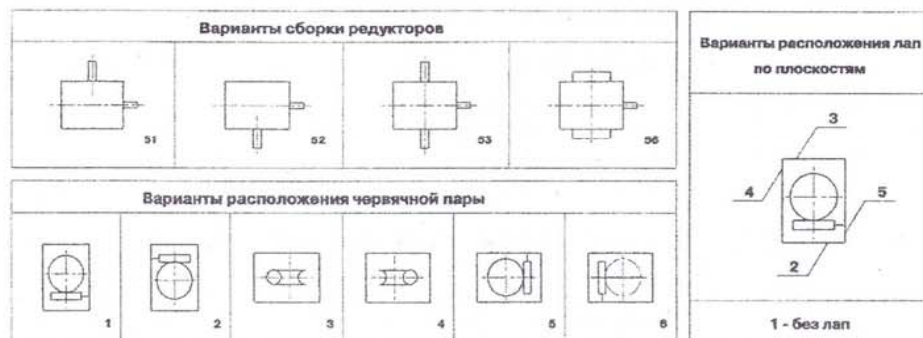 Варианты сборки редукторов
51
52
53
56
Варианты расположения червячной пары
1
2
3
4
5
6
Варианты расположения лап
по плоскостям
3
4
5
2
1 - без лап